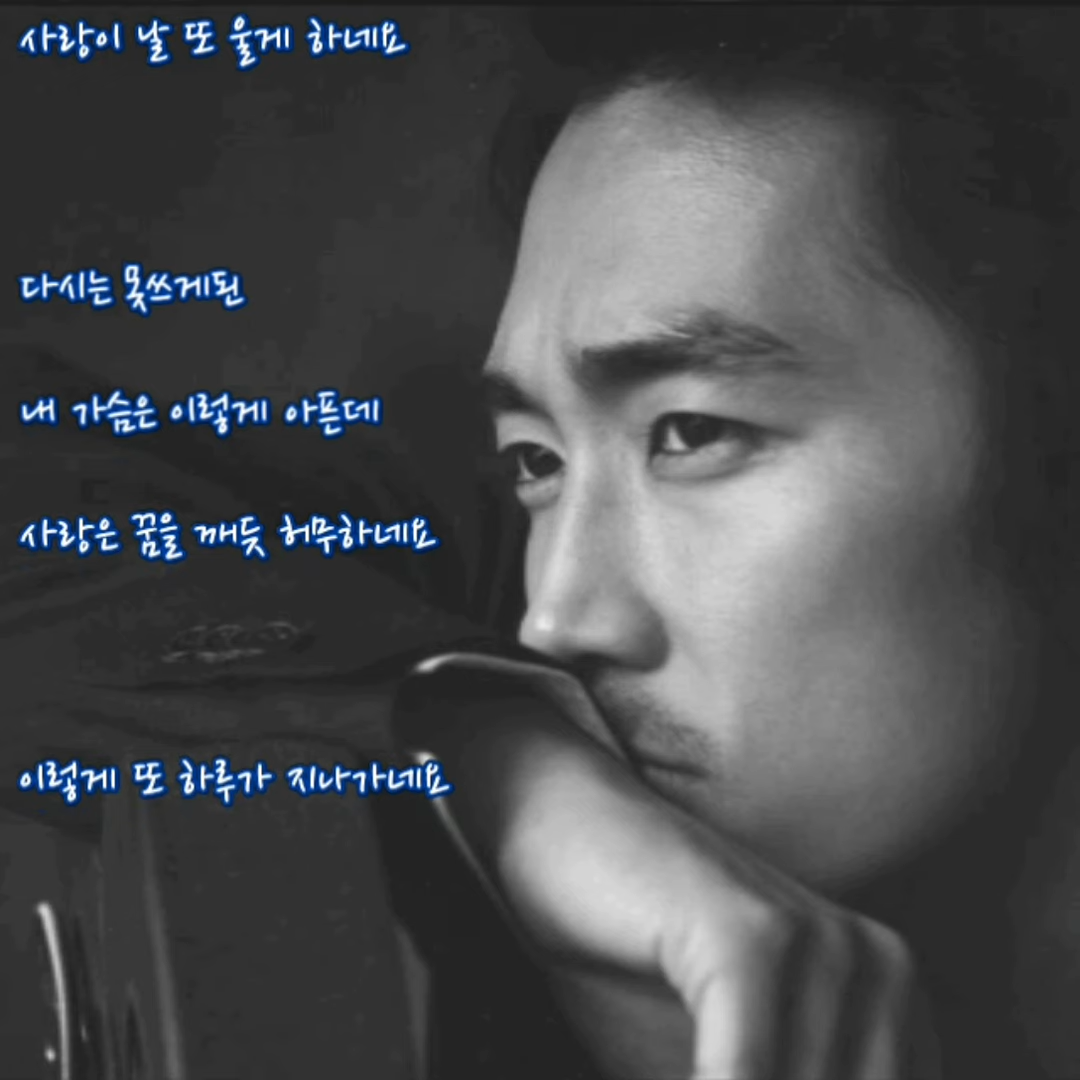 사랑이 날 또 울게 하네요
다시는 못쓰게된
내 가슴은 이렇게 아픈데
사랑은 꿈을 깨듯 허무하네요
이렇게 또 하루가 지나가네요